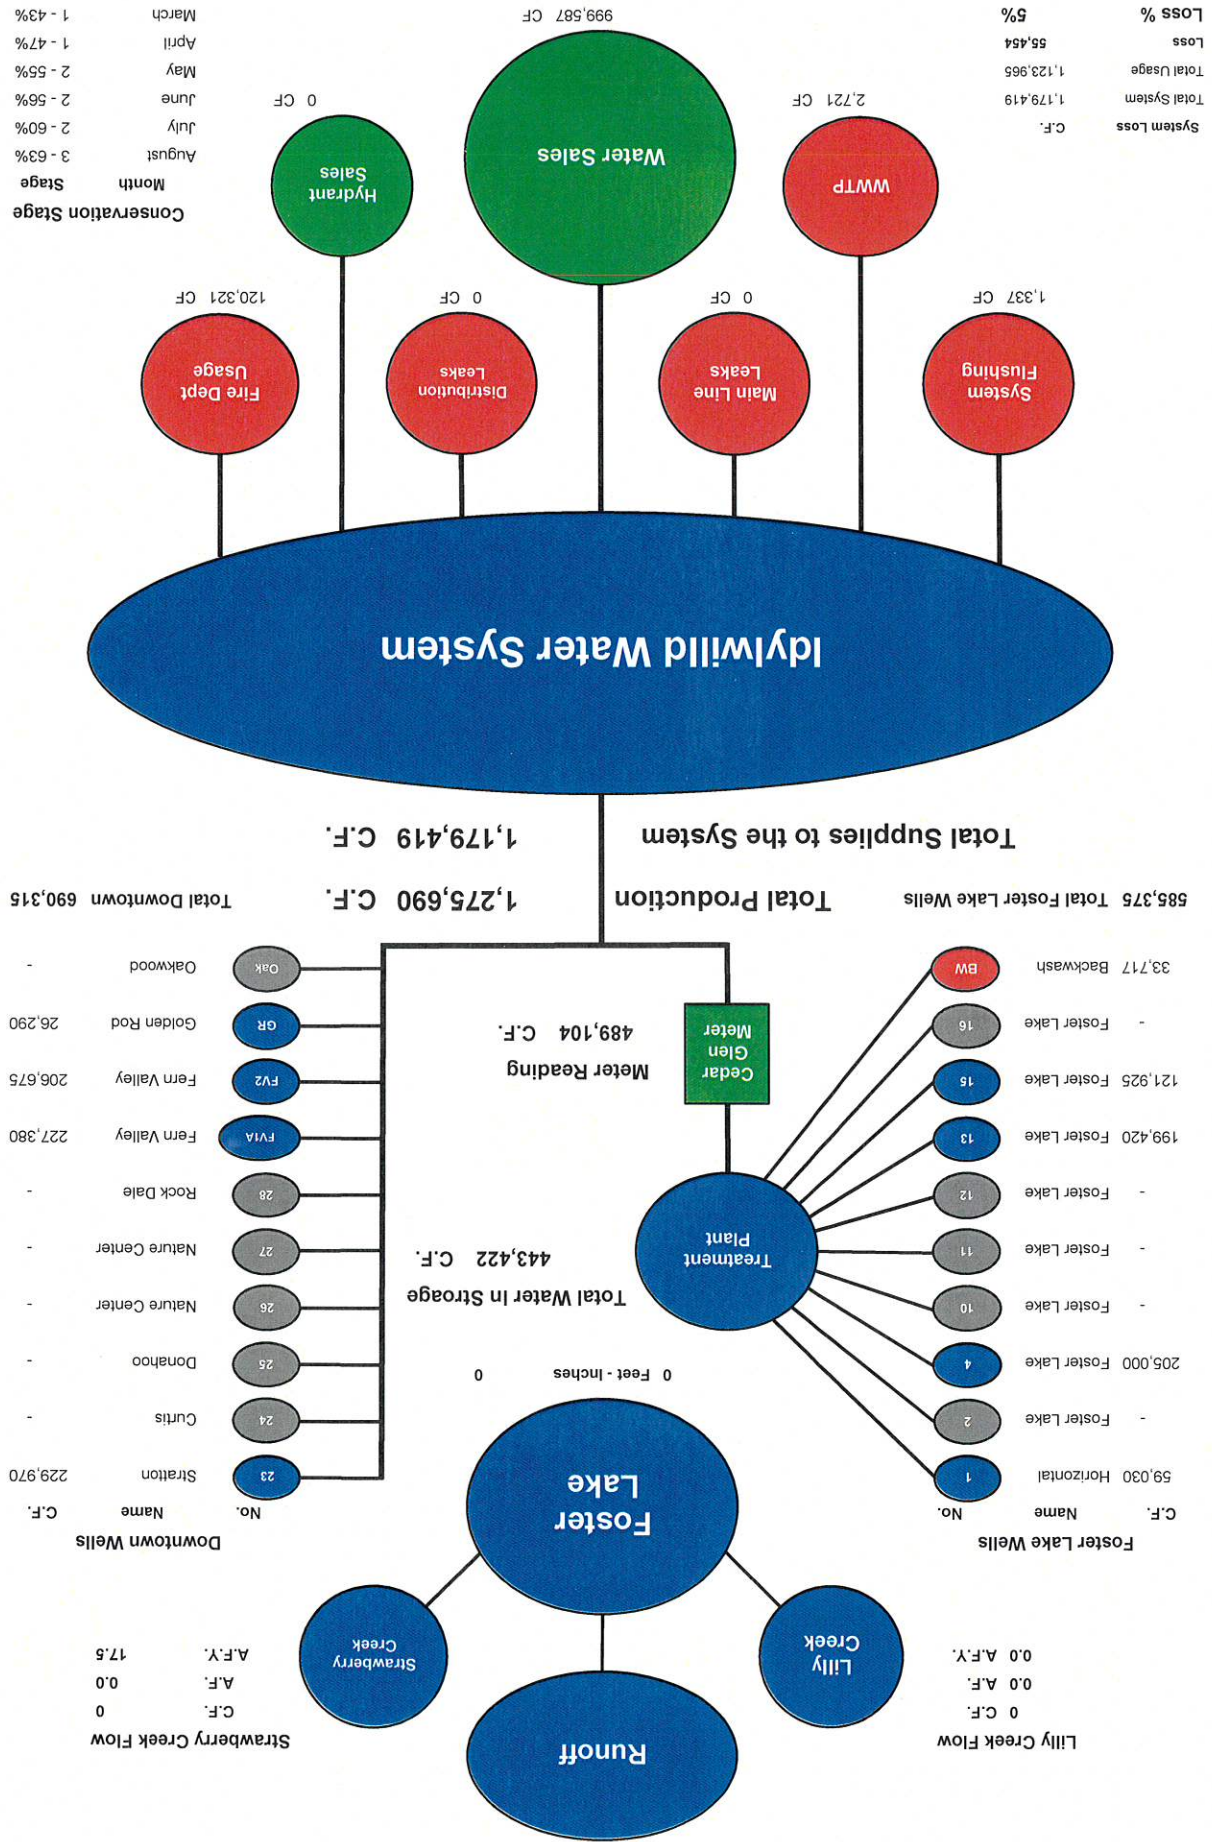 Runoff
Lilly Creek Flow
0 C.F.
0.0 A.F.
0.0 A.F.Y.
Lilly
Creek
Strawberry
Creek
Strawberry Creek Flow
C.F. 0
A.F. 0.0
A.F.Y. 17.5
Foster
Lake
0 Feet - Inches 0
Foster Lake Wells
C.F. Name No.
59,030 Horizontal 1
- Foster Lake 2
205,000 Foster Lake 4
- Foster Lake 10
- Foster Lake 11
- Foster Lake 12
199,420 Foster Lake 13
121,925 Foster Lake 15
- Foster Lake 16
33,717 Backwash BW
585,375 Total Foster Lake Wells
Treatment
Plant
Total Water In Stroage
443,422 C.F.
Cedar
Glen
Meter
Meter Reading
489,104 C.F.
Downtown Wells
No. Name C.F.
23 Stratton 229,970
24 Curtis -
25 Donahoo -
26 Nature Center -
27 Nature Center -
28 Rock Dale -
FV1A Fern Valley 227,380
FV2 Fern Valley 206,675
GR Golden Rod 26,290
Oak Oakwood -
Total Downtown 690,315
Total Production 1,275,690 C.F.
Total Supplies to the System 1,179,419 C.F.
Idylwilld Water System
System
Flushing
1,337 CF
Main Line
Leaks
0 CF
Distribution
Leaks
0 CF
Fire Dept
Usage
120,321 CF
WWTP
2,721 CF
Water Sales
999,587 CF
Hydrant
Sales
0 CF
System Loss C.F.
Total System 1,179,419
Total Usage 1,123,965
Loss 55,454
Loss % 5%
Conservation Stage
Month Stage
August 3 - 63%
July 2 - 60%
June 2 - 56%
May 2 - 55%
April 1 - 47%
March 1 - 43%